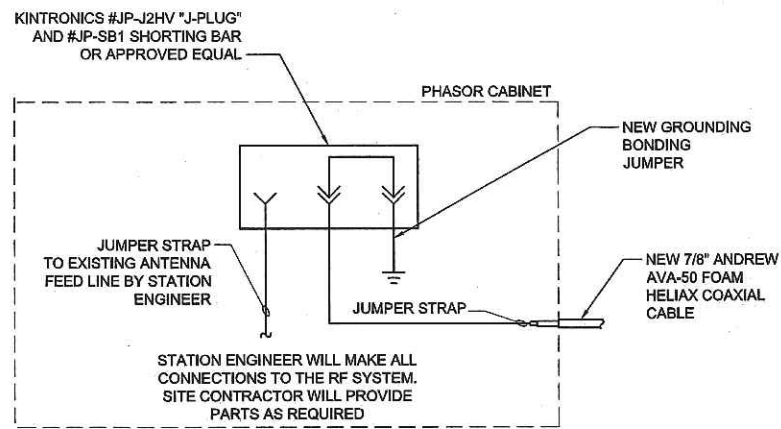 KINTRONICS #JP-J2HV "J-PLUG"
AND #JP-SB1 SHORTING BAR
OR APPROVED EQUAL
PHASOR CABINET
NEW GROUNDING
BONDING
JUMPER
JUMPER STRAP
TO EXISTING ANTENNA
FEED LINE BY STATION
ENGINEER
JUMPER STRAP
NEW 7/8" ANDREW
AVA-50 FOAM
HELIAX COAXIAL
CABLE
STATION ENGINEER WILL MAKE ALL
CONNECTIONS TO THE RF SYSTEM.
SITE CONTRACTOR WILL PROVIDE
PARTS AS REQUIRED